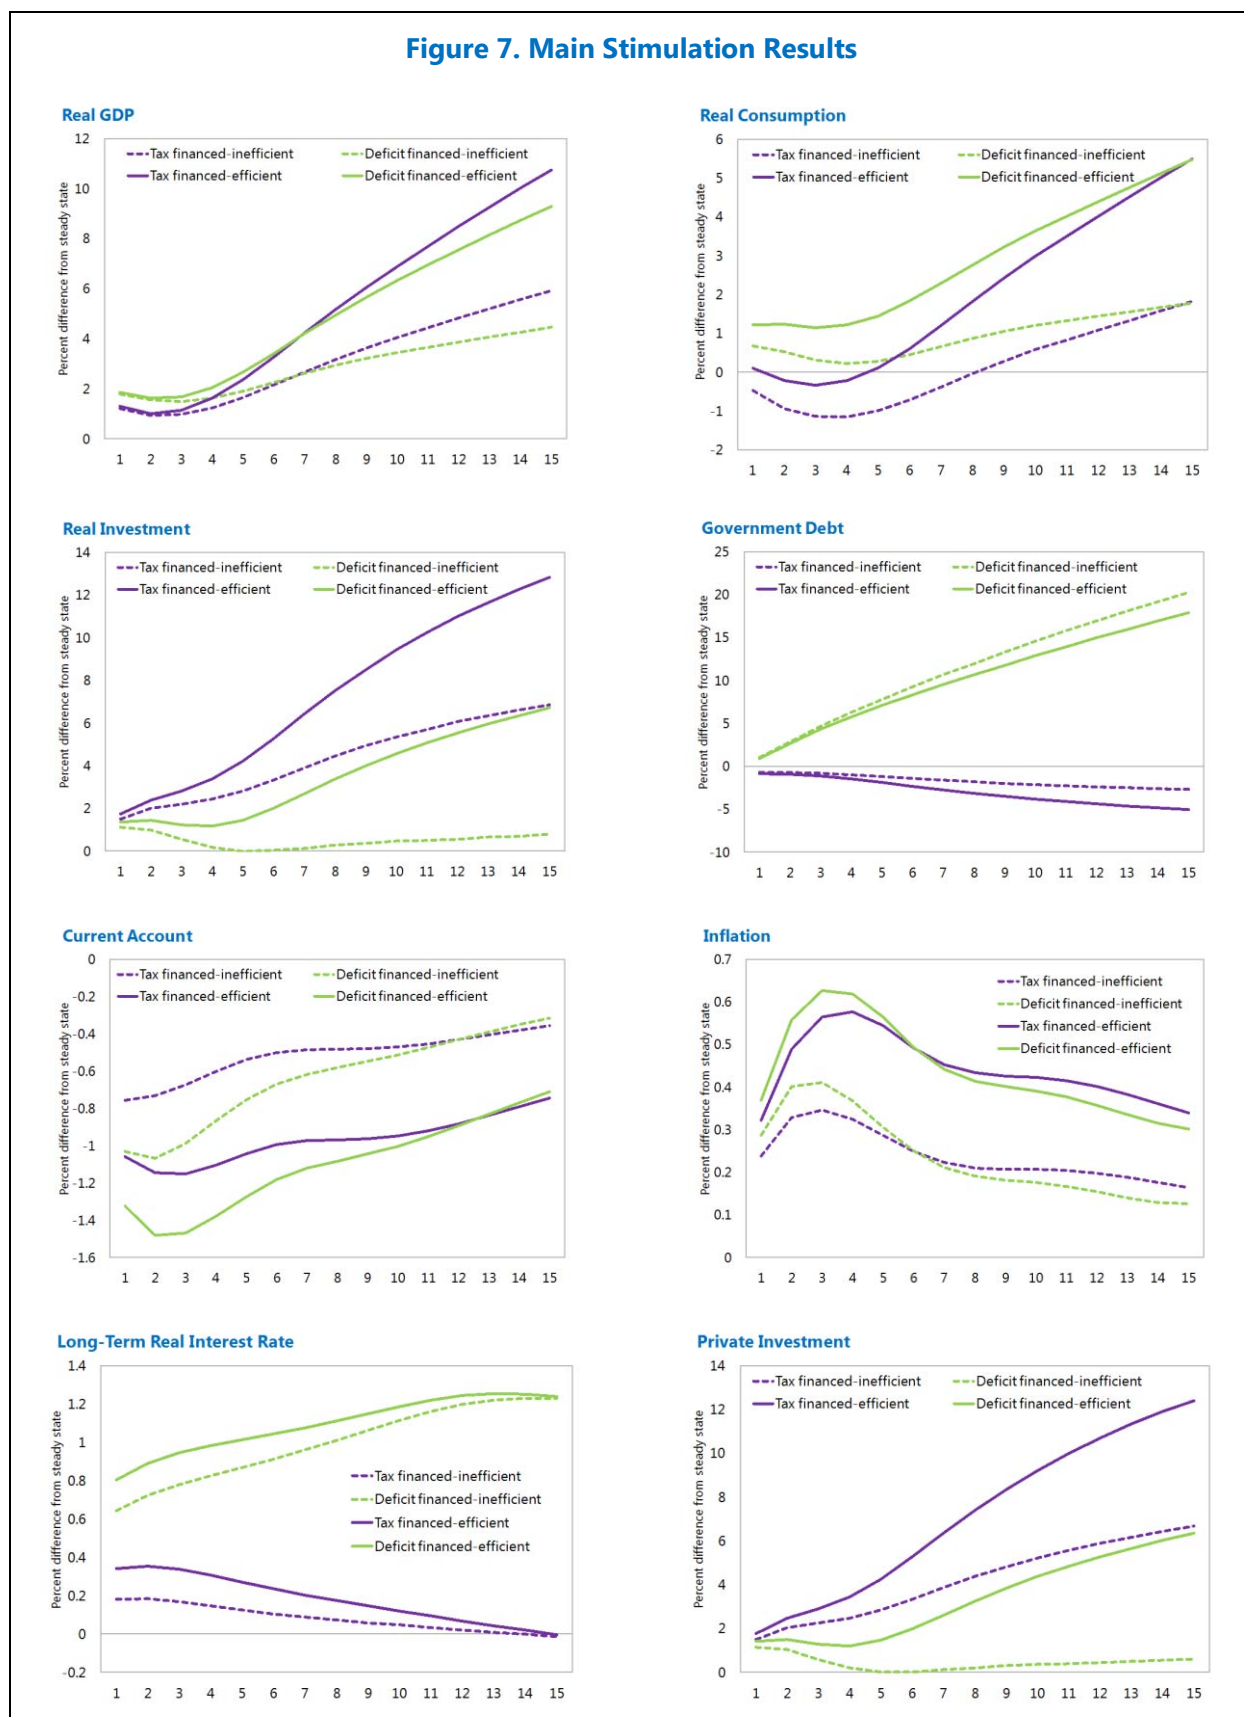 Figure 7. Main Stimulation Results
Real GDP
Percent difference from steady state
12
10
8
6
4
2
0
Tax financed-inefficient
Deficit financed-inefficient
Tax financed-efficient
Deficit financed-efficient
1 2 3 4 5 6 7 8 9 10 11 12 13 14 15
Real Consumption
Percent difference from steady state
6
5
4
3
2
1
0
-1
-2
Tax financed-inefficient
Deficit financed-inefficient
Tax financed-efficient
Deficit financed-efficient
1 2 3 4 5 6 7 8 9 10 11 12 13 14 15
Real Investment
Percent difference from steady state
14
12
10
8
6
4
2
0
Tax financed-inefficient
Deficit financed-inefficient
Tax financed-efficient
Deficit financed-efficient
1 2 3 4 5 6 7 8 9 10 11 12 13 14 15
Government Debt
Percent difference from steady state
25
20
15
10
5
0
-5
-10
Tax financed-inefficient
Deficit financed-inefficient
Tax financed-efficient
Deficit financed-efficient
1 2 3 4 5 6 7 8 9 10 11 12 13 14 15
Current Account
Percent difference from steady state
0
-0.2
-0.4
-0.6
-0.8
-1
-1.2
-1.4
-1.6
Tax financed-inefficient
Deficit financed-inefficient
Tax financed-efficient
Deficit financed-efficient
1 2 3 4 5 6 7 8 9 10 11 12 13 14 15
Inflation
Percent difference from steady state
0.7
0.6
0.5
0.4
0.3
0.2
0.1
0
Tax financed-inefficient
Deficit financed-inefficient
Tax financed-efficient
Deficit financed-efficient
1 2 3 4 5 6 7 8 9 10 11 12 13 14 15
Long-Term Real Interest Rate
Percent difference from steady state
1.4
1.2
1
0.8
0.6
0.4
0.2
0
-0.2
Tax financed-inefficient
Deficit financed-inefficient
Tax financed-efficient
Deficit financed-efficient
1 2 3 4 5 6 7 8 9 10 11 12 13 14 15
Private Investment
Percent difference from steady state
14
12
10
8
6
4
2
0
Tax financed-inefficient
Deficit financed-inefficient
Tax financed-efficient
Deficit financed-efficient
1 2 3 4 5 6 7 8 9 10 11 12 13 14 15